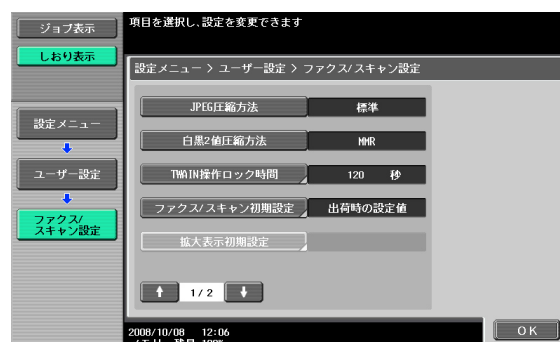 ジョブ表示
しおり表示
設定メニュー
ユーザー設定
ファクス/
スキャン設定
項目を選択し、設定を変更できます
設定メニュー > ユーザー設定 > ファクス/スキャン設定
JPEG圧縮方法 標準
白黒2値圧縮方法 MMR
TWAIN操作ロック時間 120 秒
ファクス/スキャン初期設定 出荷時の設定値
拡大表示初期設定
↑ 1/2 ↓
2008/10/08 12:06
メモリー残量 100%
OK